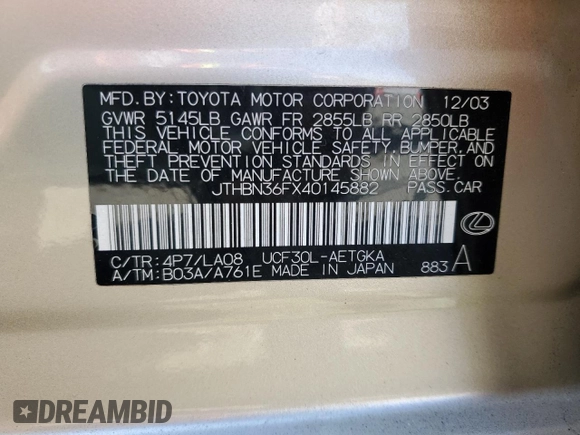 MFD. BY: TOYOTA MOTOR CORPORATION 12/03
GVWR 5145LB GAWR FR 2855LB RR 2850LB
THIS VEHICLE CONFORMS TO ALL APPLICABLE
FEDERAL MOTOR VEHICLE SAFETY, BUMPER, AND
THEFT PREVENTION STANDARDS IN EFFECT ON
THE DATE OF MANUFACTURE SHOWN ABOVE.
JTHBN36FX40145882 PASS. CAR
C/TR: 4P7/LA08 UCF30L-AETGKA
A/TM: B03A/A761E MADE IN JAPAN 883 A
DREAMBID